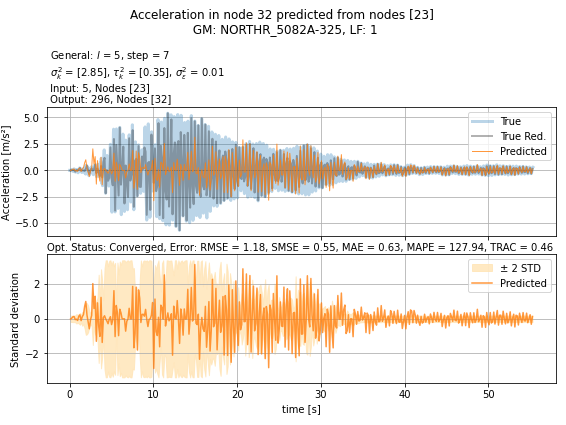 Acceleration in node 32 predicted from nodes [23]
GM: NORTHR_5082A-325, LF: 1
General: l = 5, step = 7
σ²ₖ = [2.85], τ²ₖ = [0.35], σ²ε = 0.01
Input: 5, Nodes [23]
Output: 296, Nodes [32]
Acceleration [m/s²]
5.0
2.5
0.0
−2.5
−5.0
True
True Red.
Predicted
Opt. Status: Converged, Error: RMSE = 1.18, SMSE = 0.55, MAE = 0.63, MAPE = 127.94, TRAC = 0.46
Standard deviation
2
0
−2
± 2 STD
Predicted
0 10 20 30 40 50
time [s]